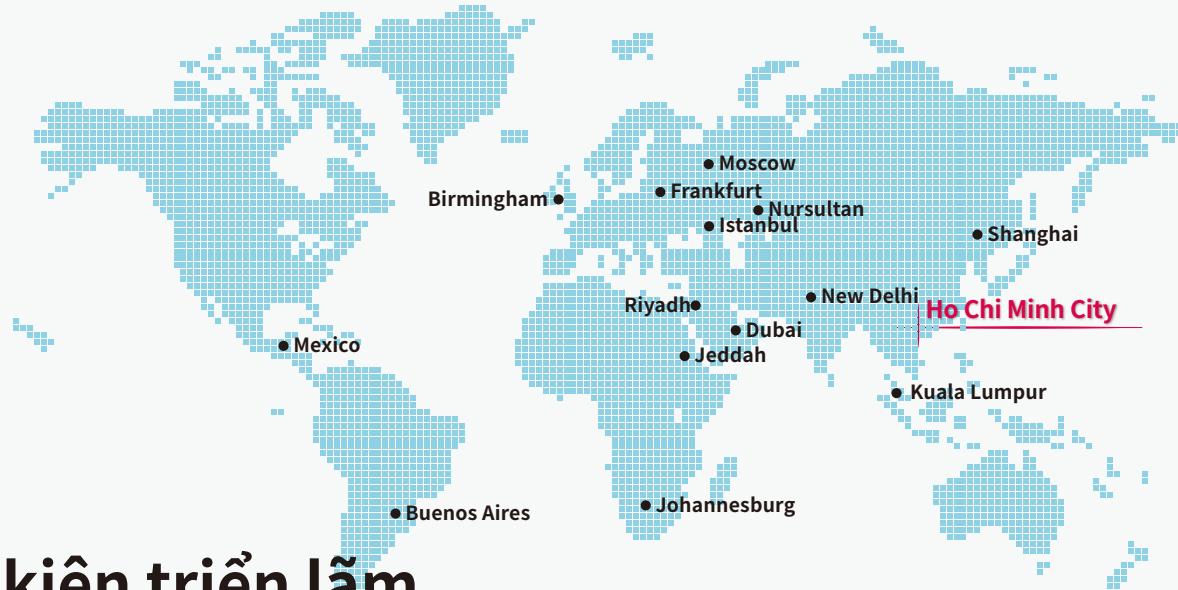 Moscow
Birmingham
Frankfurt
Nursultan
Istanbul
Shanghai
Riyadh
New Delhi
Ho Chi Minh City
Dubai
Mexico
Jeddah
Kuala Lumpur
Johannesburg
Buenos Aires
kiện triển lãm